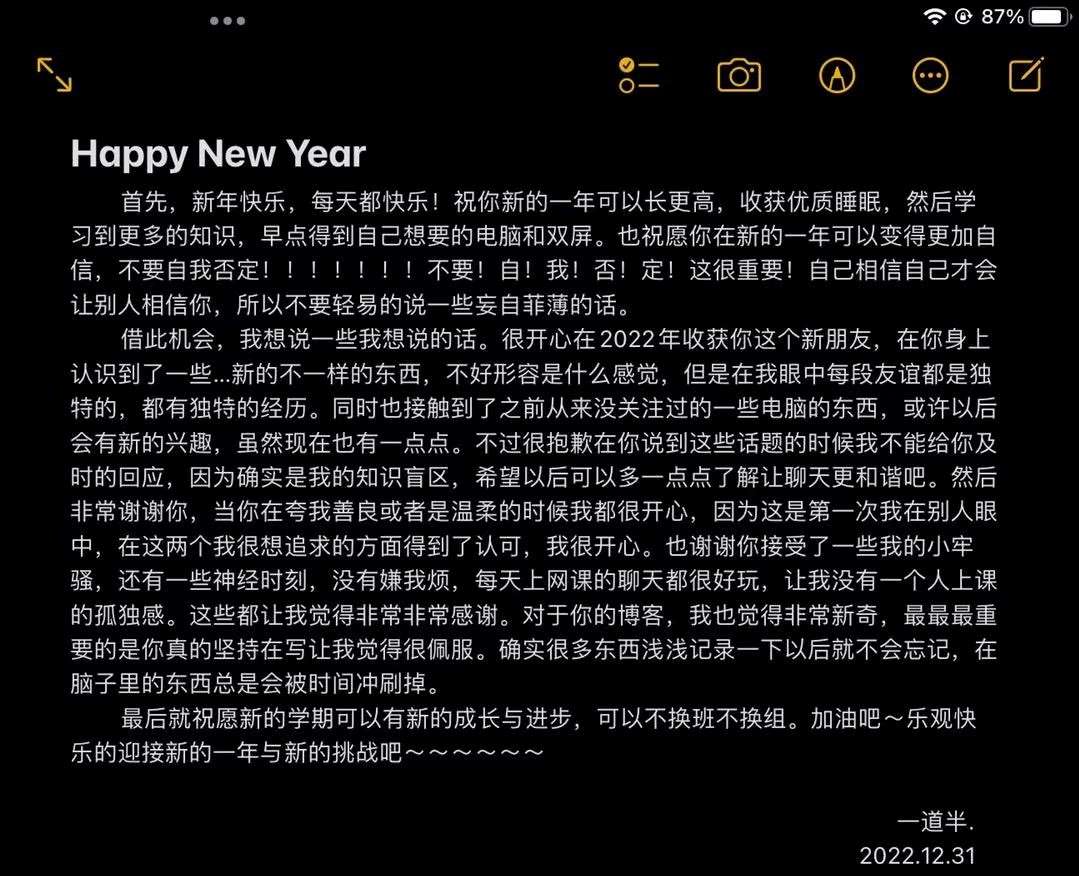 87%
Happy New Year
首先，新年快乐，每天都快乐！祝你新的一年可以长更高，收获优质睡眠，然后学
习到更多的知识，早点得到自己想要的电脑和双屏。也祝愿你在新的一年可以变得更加自
信，不要自我否定！！！！！！！不要！自！我！否！定！这很重要！自己相信自己才会
让别人相信你，所以不要轻易的说一些妄自菲薄的话。
借此机会，我想说一些我想说的话。很开心在2022年收获你这个新朋友，在你身上
认识到了一些...新的不一样的东西，不好形容是什么感觉，但是在我眼中每段友谊都是独
特的，都有独特的经历。同时也接触到了之前从来没关注过的一些电脑的东西，或许以后
会有新的兴趣，虽然现在也有一点点。不过很抱歉在你说到这些话题的时候我不能给你及
时的回应，因为确实是我的知识盲区，希望以后可以多一点点了解让聊天更和谐吧。然后
非常谢谢你，当你在夸我善良或者是温柔的时候我都很开心，因为这是第一次我在别人眼
中，在这两个我很想追求的方面得到了认可，我很开心。也谢谢你接受了一些我的小牢
骚，还有一些神经时刻，没有嫌我烦，每天上网课的聊天都很好玩，让我没有一个人上课
的孤独感。这些都让我觉得非常非常感谢。对于你的博客，我也觉得非常新奇，最最最重
要的是你真的坚持在写让我觉得很佩服。确实很多东西浅浅记录一下以后就不会忘记，在
脑子里的东西总是会被时间冲刷掉。
最后就祝愿新的学期可以有新的成长与进步，可以不换班不换组。加油吧～乐观快
乐的迎接新的一年与新的挑战吧～～～～～～
一道半.
2022.12.31